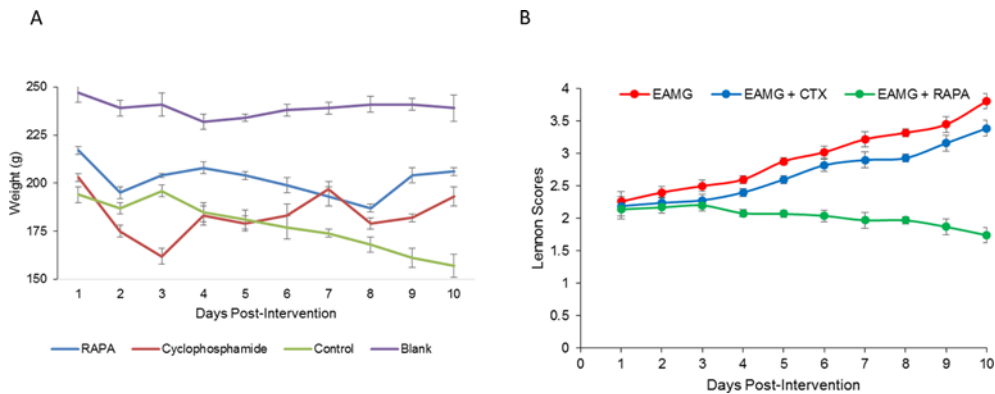 A
250
225
200
175
150
Weight (g)
1 2 3 4 5 6 7 8 9 10
Days Post-Intervention
RAPA Cyclophosphamide Control Blank
B
EAMG EAMG + CTX EAMG + RAPA
4
3.5
3
2.5
2
1.5
1
0.5
0
Lennon Scores
1 2 3 4 5 6 7 8 9 10
Days Post-Intervention